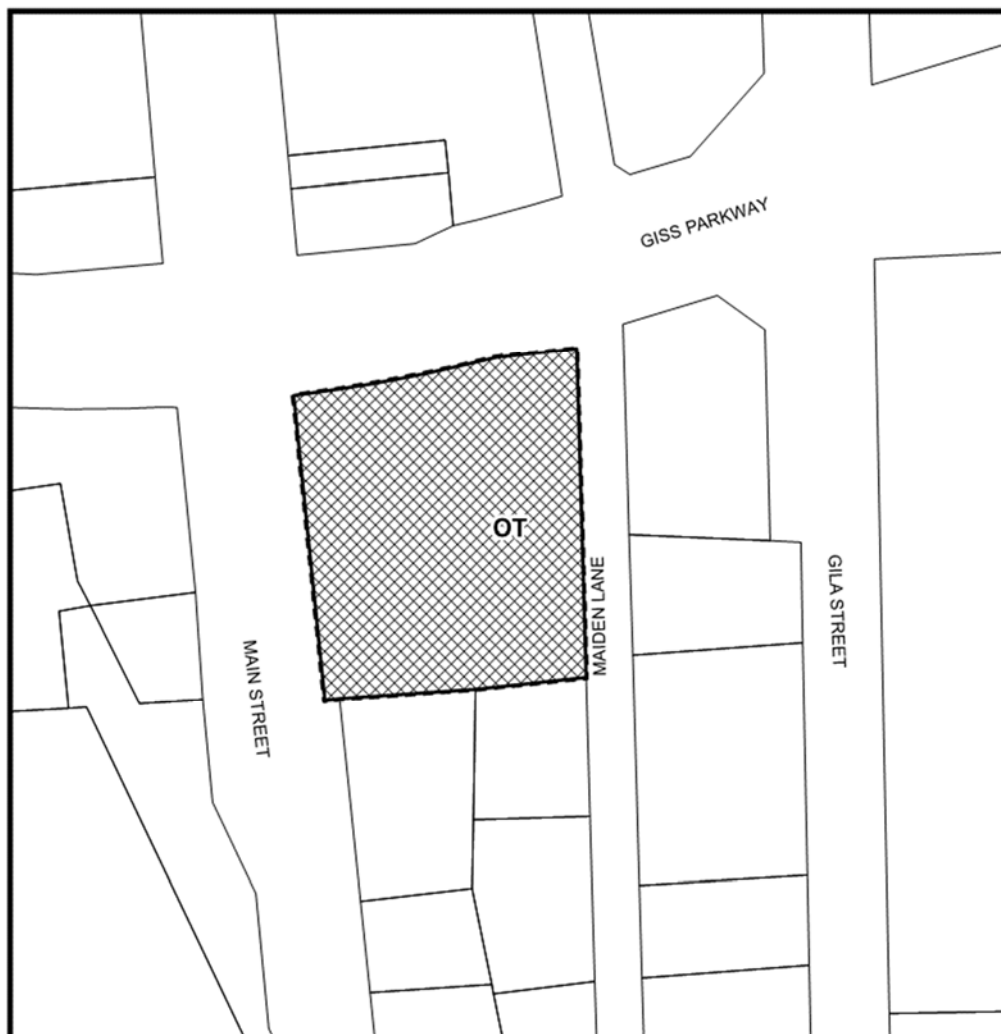 GISS PARKWAY
OT
MAIDEN LANE
GILA STREET
MAIN STREET